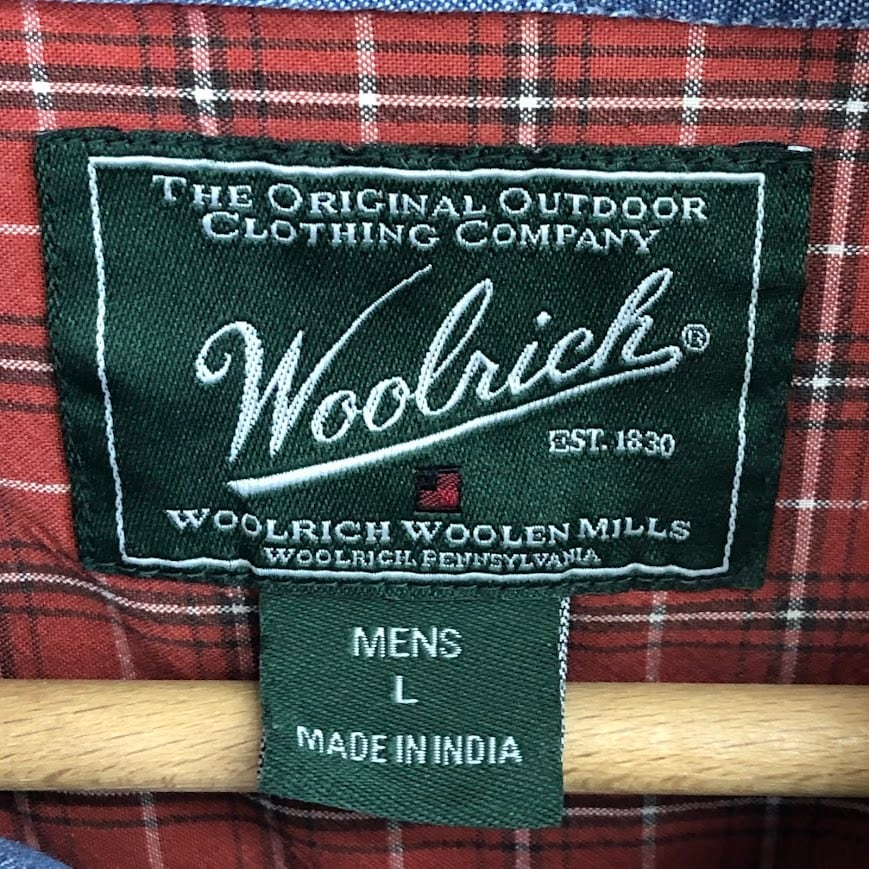 THE ORIGINAL OUTDOOR
CLOTHING COMPANY
Woolrich®
EST. 1830
WOOLRICH WOOLEN MILLS
WOOLRICH, PENNSYLVANIA
MENS
L
MADE IN INDIA